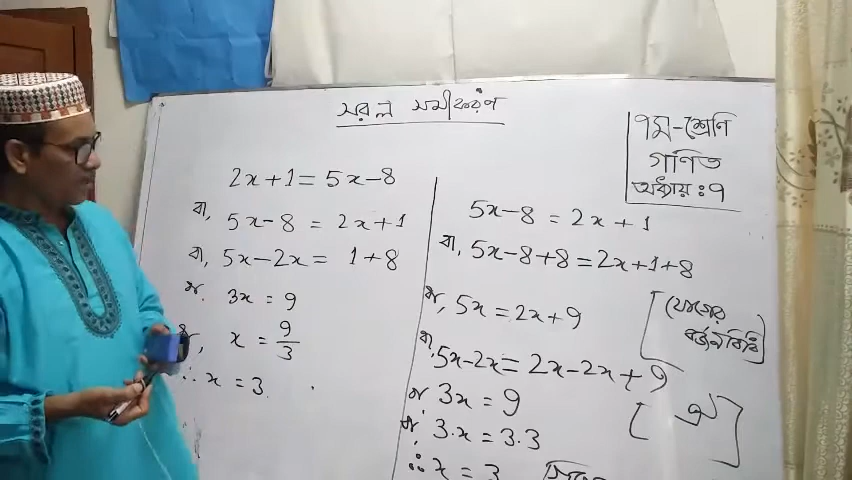 সরল সমীকরণ
৭ম-শ্রেণি
গণিত
অধ্যায়ঃ ৭
2x+1=5x-8
বা, 5x-8=2x+1
বা, 5x-2x= 1+8
বা, 3x=9
বা, x=9/3
∴ x=3
5x-8=2x+1
বা, 5x-8+8=2x+1+8
বা, 5x=2x+9
[যোগের
বর্জনবিধি]
বা, 5x-2x=2x-2x+9
বা, 3x=9
[ঐ]
বা, 3.x=3.3
∴ x=3